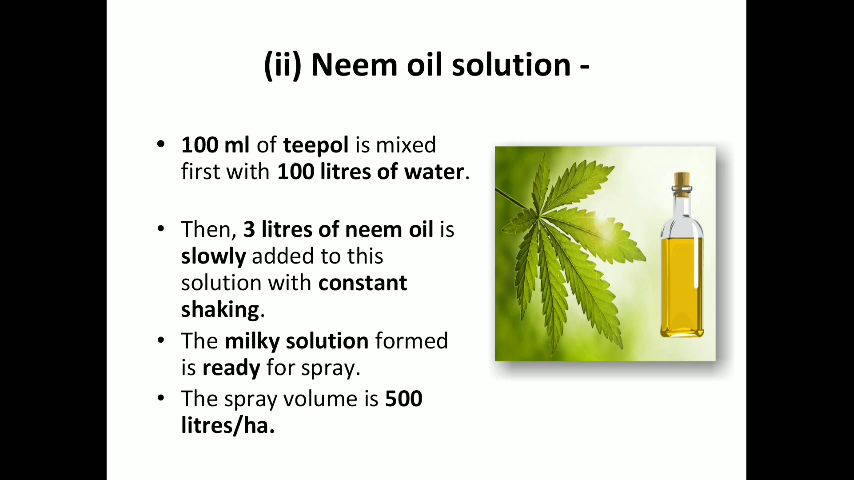 (ii) Neem oil solution -
• 100 ml of teepol is mixed
first with 100 litres of water.
• Then, 3 litres of neem oil is
slowly added to this
solution with constant
shaking.
• The milky solution formed
is ready for spray.
• The spray volume is 500
litres/ha.